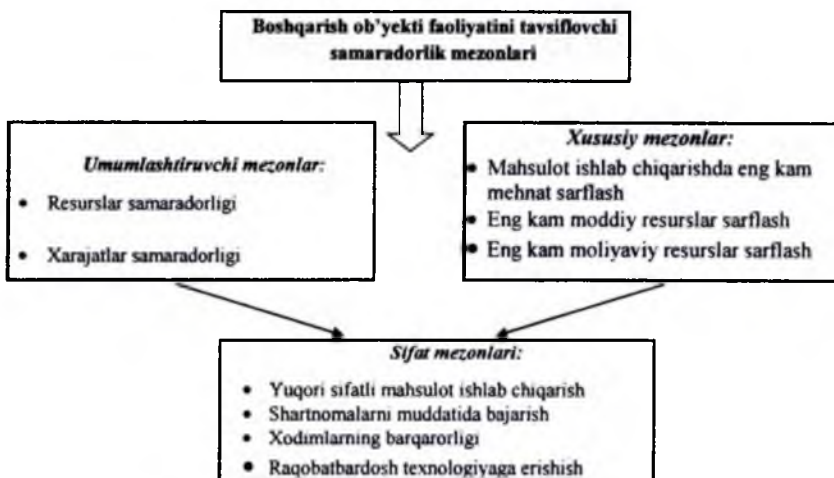 Boshqarish ob'yekti faoliyatini tavsiflovchi
samaradorlik mezonlari
Umumlashtiruvchi mezonlar:
• Resurslar samaradorligi
• Xarajatlar samaradorligi
Xususiy mezonlar:
• Mahsulot ishlab chiqarishda eng kam
mehnat sarflash
• Eng kam moddiy resurslar sarflash
• Eng kam moliyaviy resurslar sarflash
Sifat mezonlari:
• Yuqori sifatli mahsulot ishlab chiqarish
• Shartnomalarni muddatida bajarish
• Xodimlarning barqarorligi
• Raqobatbardosh texnologiyaga erishish